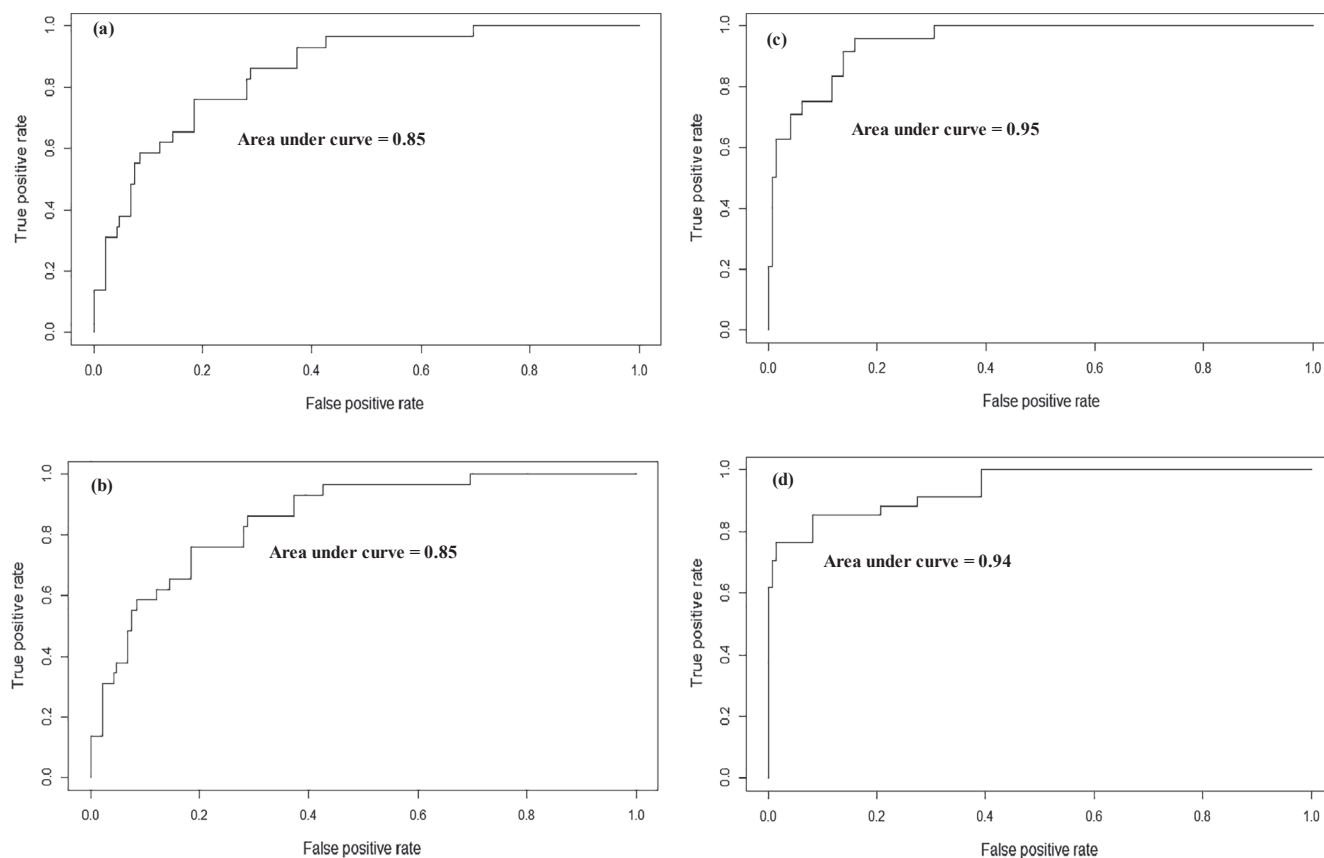 (a)
Area under curve = 0.85
True positive rate
0.0 0.2 0.4 0.6 0.8 1.0
0.0 0.2 0.4 0.6 0.8 1.0
False positive rate
(c)
Area under curve = 0.95
True positive rate
0.0 0.2 0.4 0.6 0.8 1.0
0.0 0.2 0.4 0.6 0.8 1.0
False positive rate
(b)
Area under curve = 0.85
True positive rate
0.0 0.2 0.4 0.6 0.8 1.0
0.0 0.2 0.4 0.6 0.8 1.0
False positive rate
(d)
Area under curve = 0.94
True positive rate
0.0 0.2 0.4 0.6 0.8 1.0
0.0 0.2 0.4 0.6 0.8 1.0
False positive rate